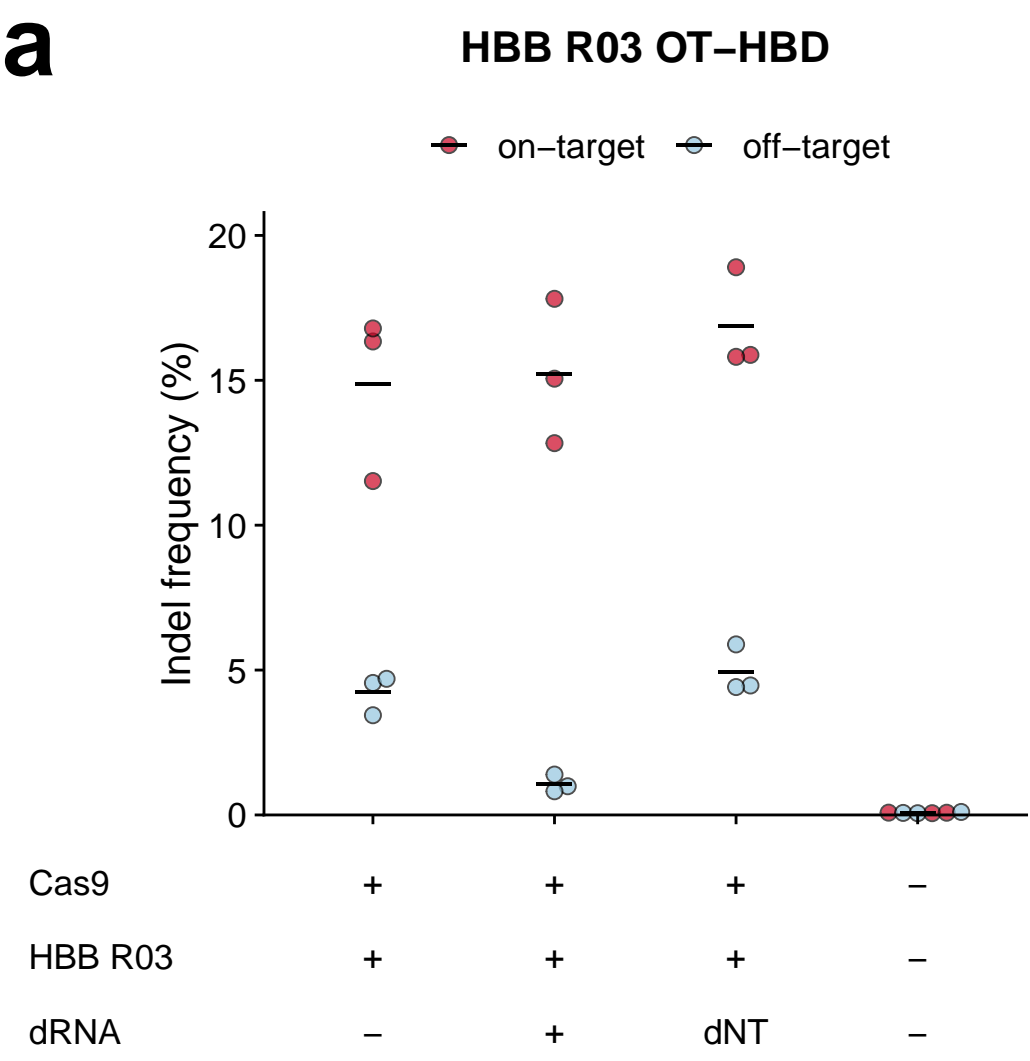 a
HBB R03 OT–HBD
on–target off–target
Indel frequency (%)
20
15
10
5
0
Cas9 + + + –
HBB R03 + + + –
dRNA – + dNT –